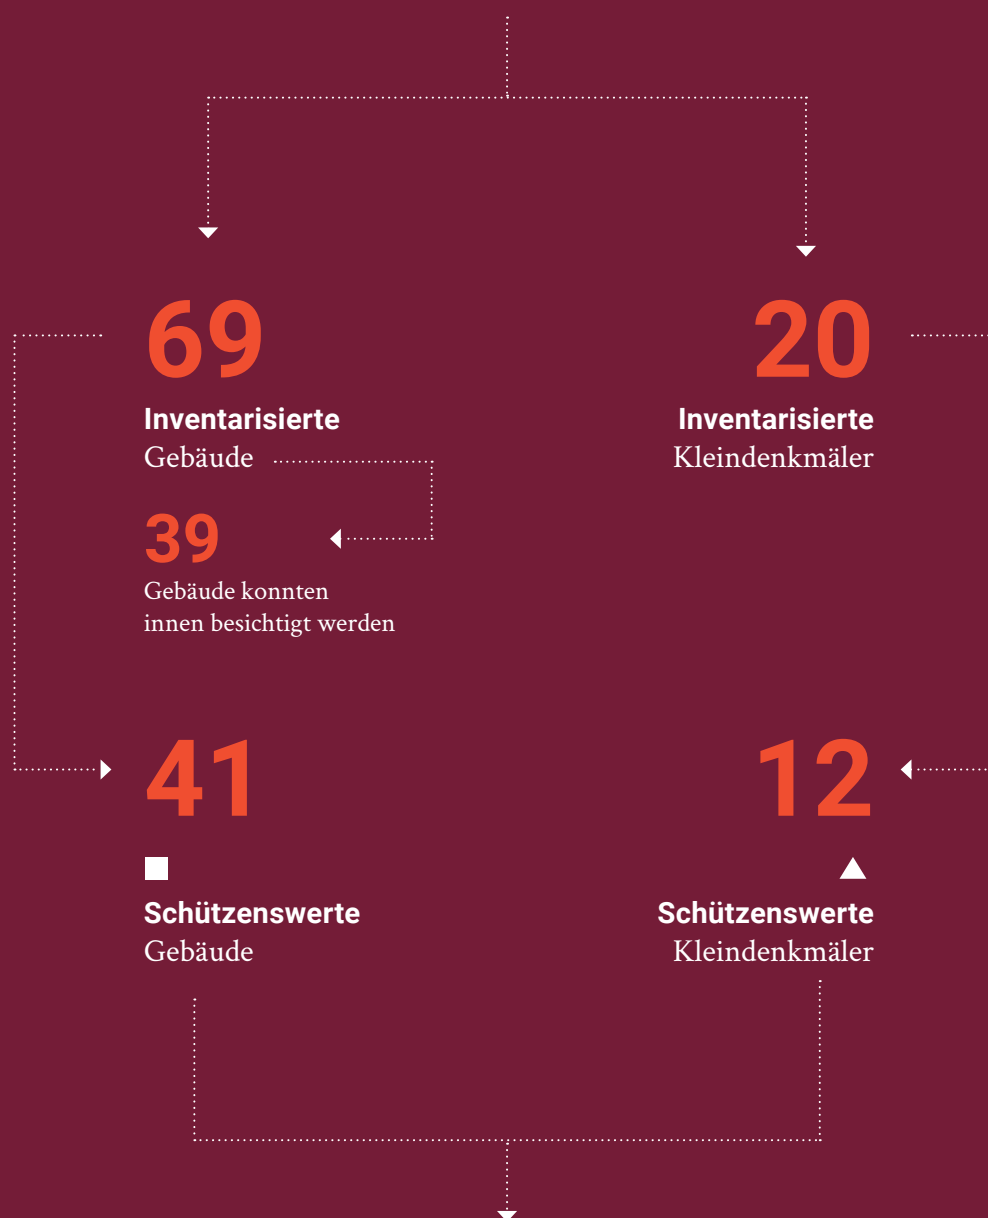 69
Inventarisierte
Gebäude
39
Gebäude konnten
innen besichtigt werden
20
Inventarisierte
Kleindenkmäler
41
Schützenswerte
Gebäude
12
Schützenswerte
Kleindenkmäler